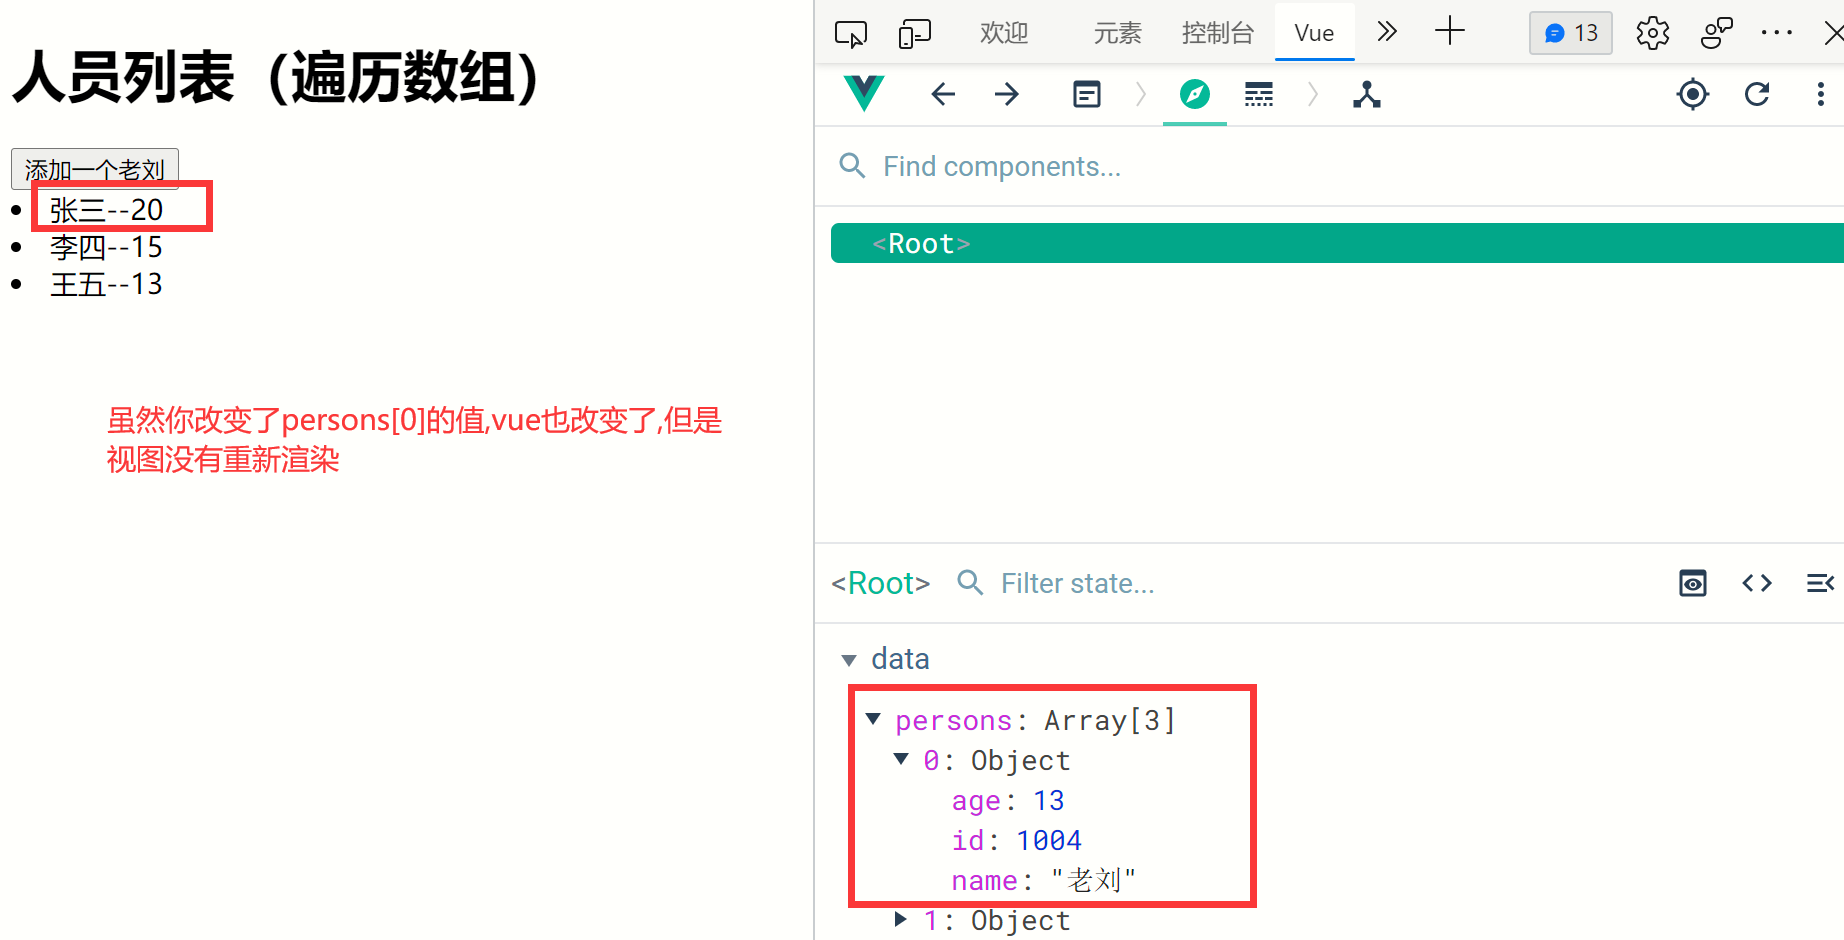 人员列表（遍历数组）
添加一个老刘
张三--20
李四--15
王五--13
虽然你改变了persons[0]的值,vue也改变了,但是
视图没有重新渲染
欢迎 元素 控制台 Vue 13
Find components...
<Root>
<Root> Filter state...
data
persons: Array[3]
0: Object
age: 13
id: 1004
name: "老刘"
1: Object